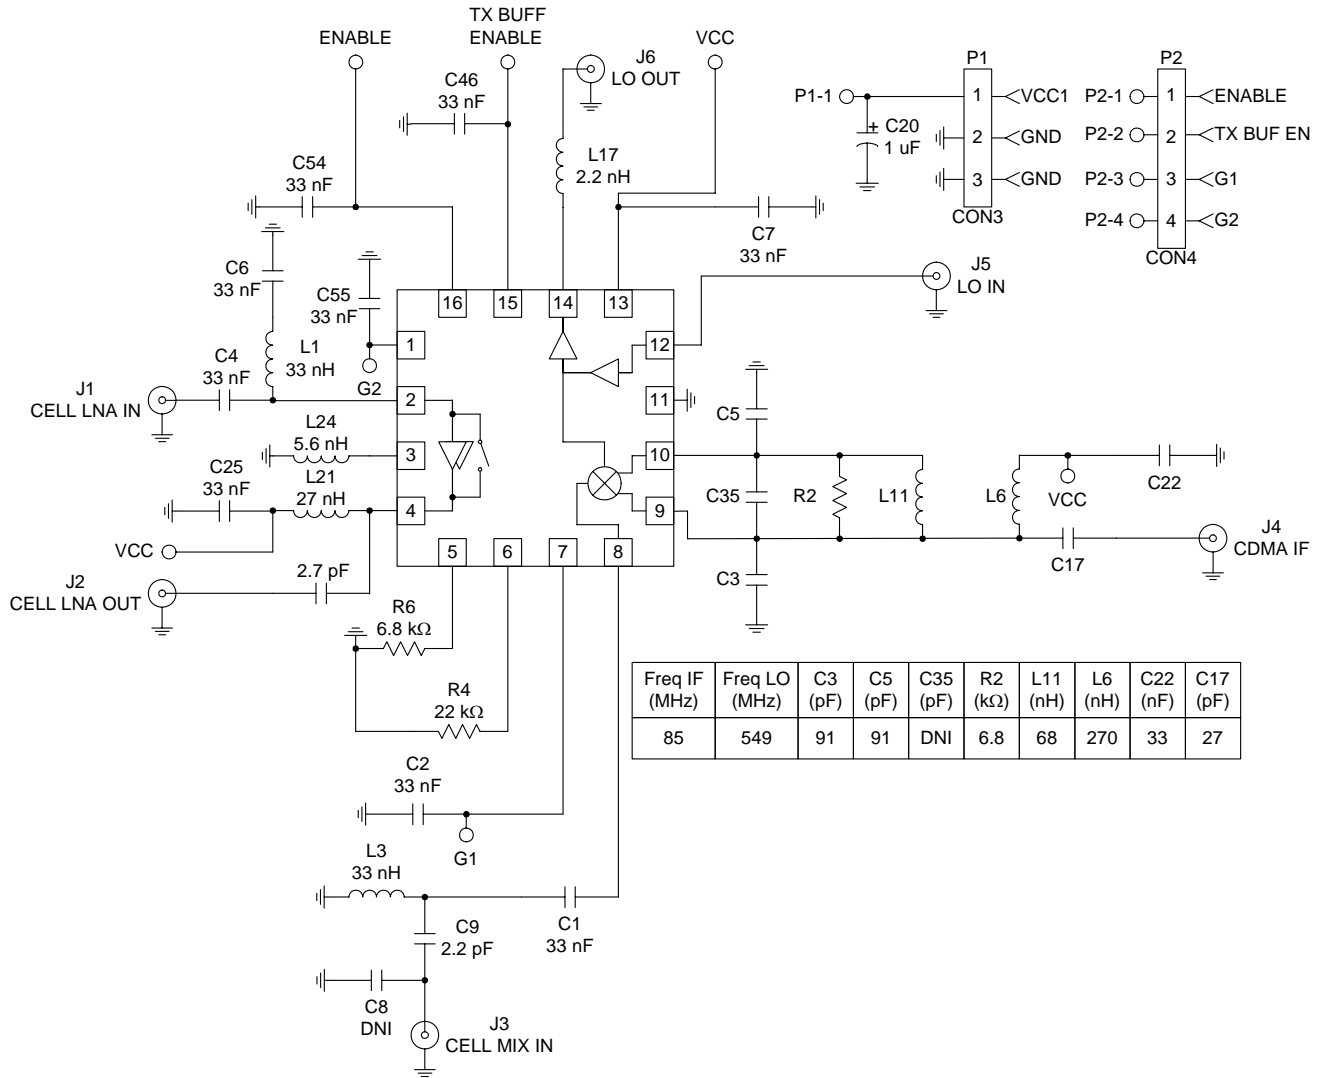 ENABLE
TX BUFF
ENABLE
C46
33 nF
J6
LO OUT
VCC
L17
2.2 nH
C54
33 nF
C7
33 nF
P1
P1-1
1
VCC1
C20
+
1 uF
2
GND
3
GND
CON3
P2
P2-1
1
ENABLE
P2-2
2
TX BUF EN
P2-3
3
G1
P2-4
4
G2
CON4
C6
33 nF
C55
33 nF
16
15
14
13
J5
LO IN
L1
33 nH
1
G2
12
C4
33 nF
J1
CELL LNA IN
2
11
L24
5.6 nH
3
10
C25
33 nF
L21
27 nH
4
9
VCC
5
6
7
8
J2
CELL LNA OUT
2.7 pF
C5
C35
R2
L11
L6
VCC
C22
C3
C17
J4
CDMA IF
R6
6.8 kΩ
R4
22 kΩ
Freq IF
(MHz)
Freq LO
(MHz)
C3
(pF)
C5
(pF)
C35
(pF)
R2
(kΩ)
L11
(nH)
L6
(nH)
C22
(nF)
C17
(pF)
85
549
91
91
DNI
6.8
68
270
33
27
C2
33 nF
G1
L3
33 nH
C1
33 nF
C9
2.2 pF
C8
DNI
J3
CELL MIX IN